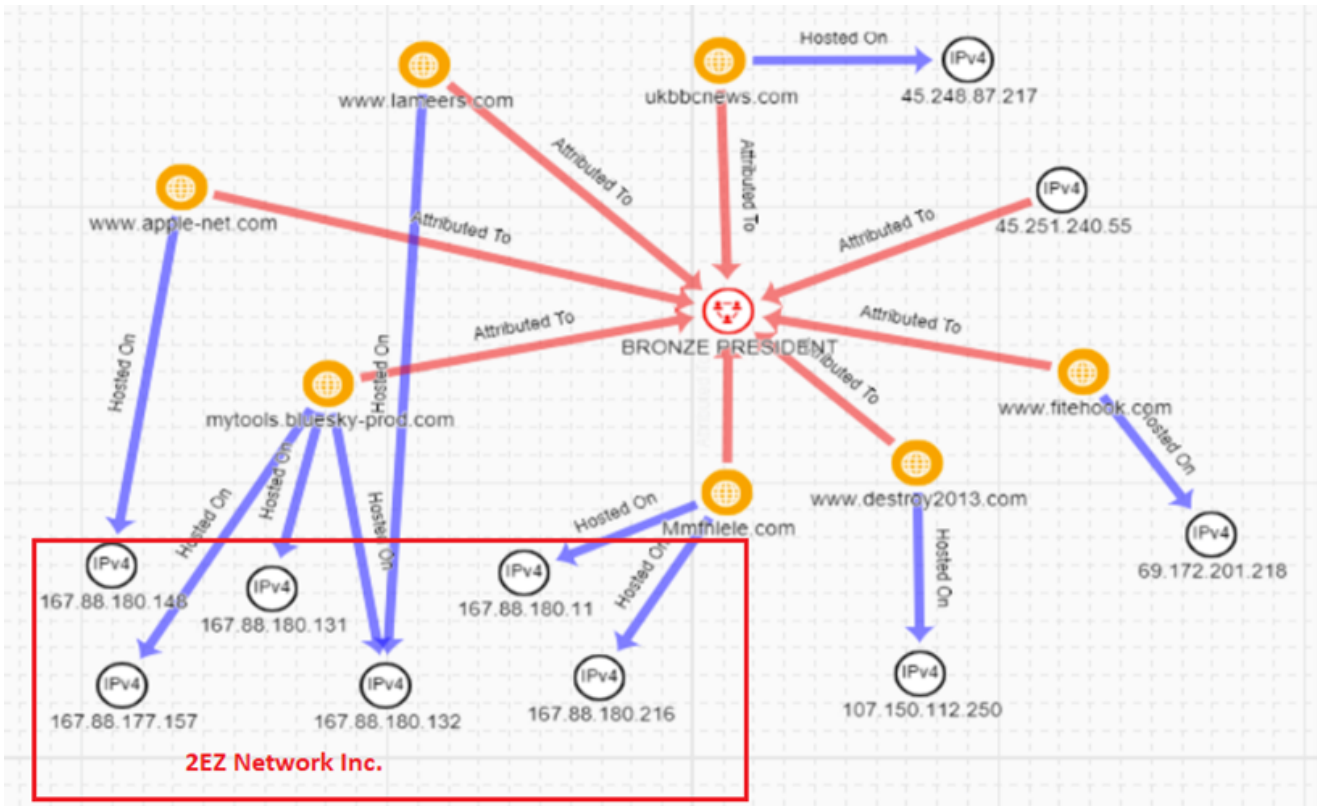 Hosted On
IPv4
www.lameers.com
ukbbcnews.com
45.248.87.217
Attributed To
Attributed To
IPv4
www.apple-net.com
Attributed To
Attributed To
45.251.240.55
BRONZE PRESIDENT
Attributed To
Attributed To
Attributed To
Hosted On
Hosted On
mytools.bluesky-prod.com
www.fitehook.com
Hosted On
Hosted On
Hosted On
Hosted On
Hosted On
Mmfhlele.com
www.destroy2013.com
Hosted On
Hosted On
IPv4
167.88.180.148
IPv4
167.88.180.131
IPv4
167.88.180.11
IPv4
69.172.201.218
IPv4
167.88.177.157
IPv4
167.88.180.132
IPv4
167.88.180.216
IPv4
107.150.112.250
2EZ Network Inc.